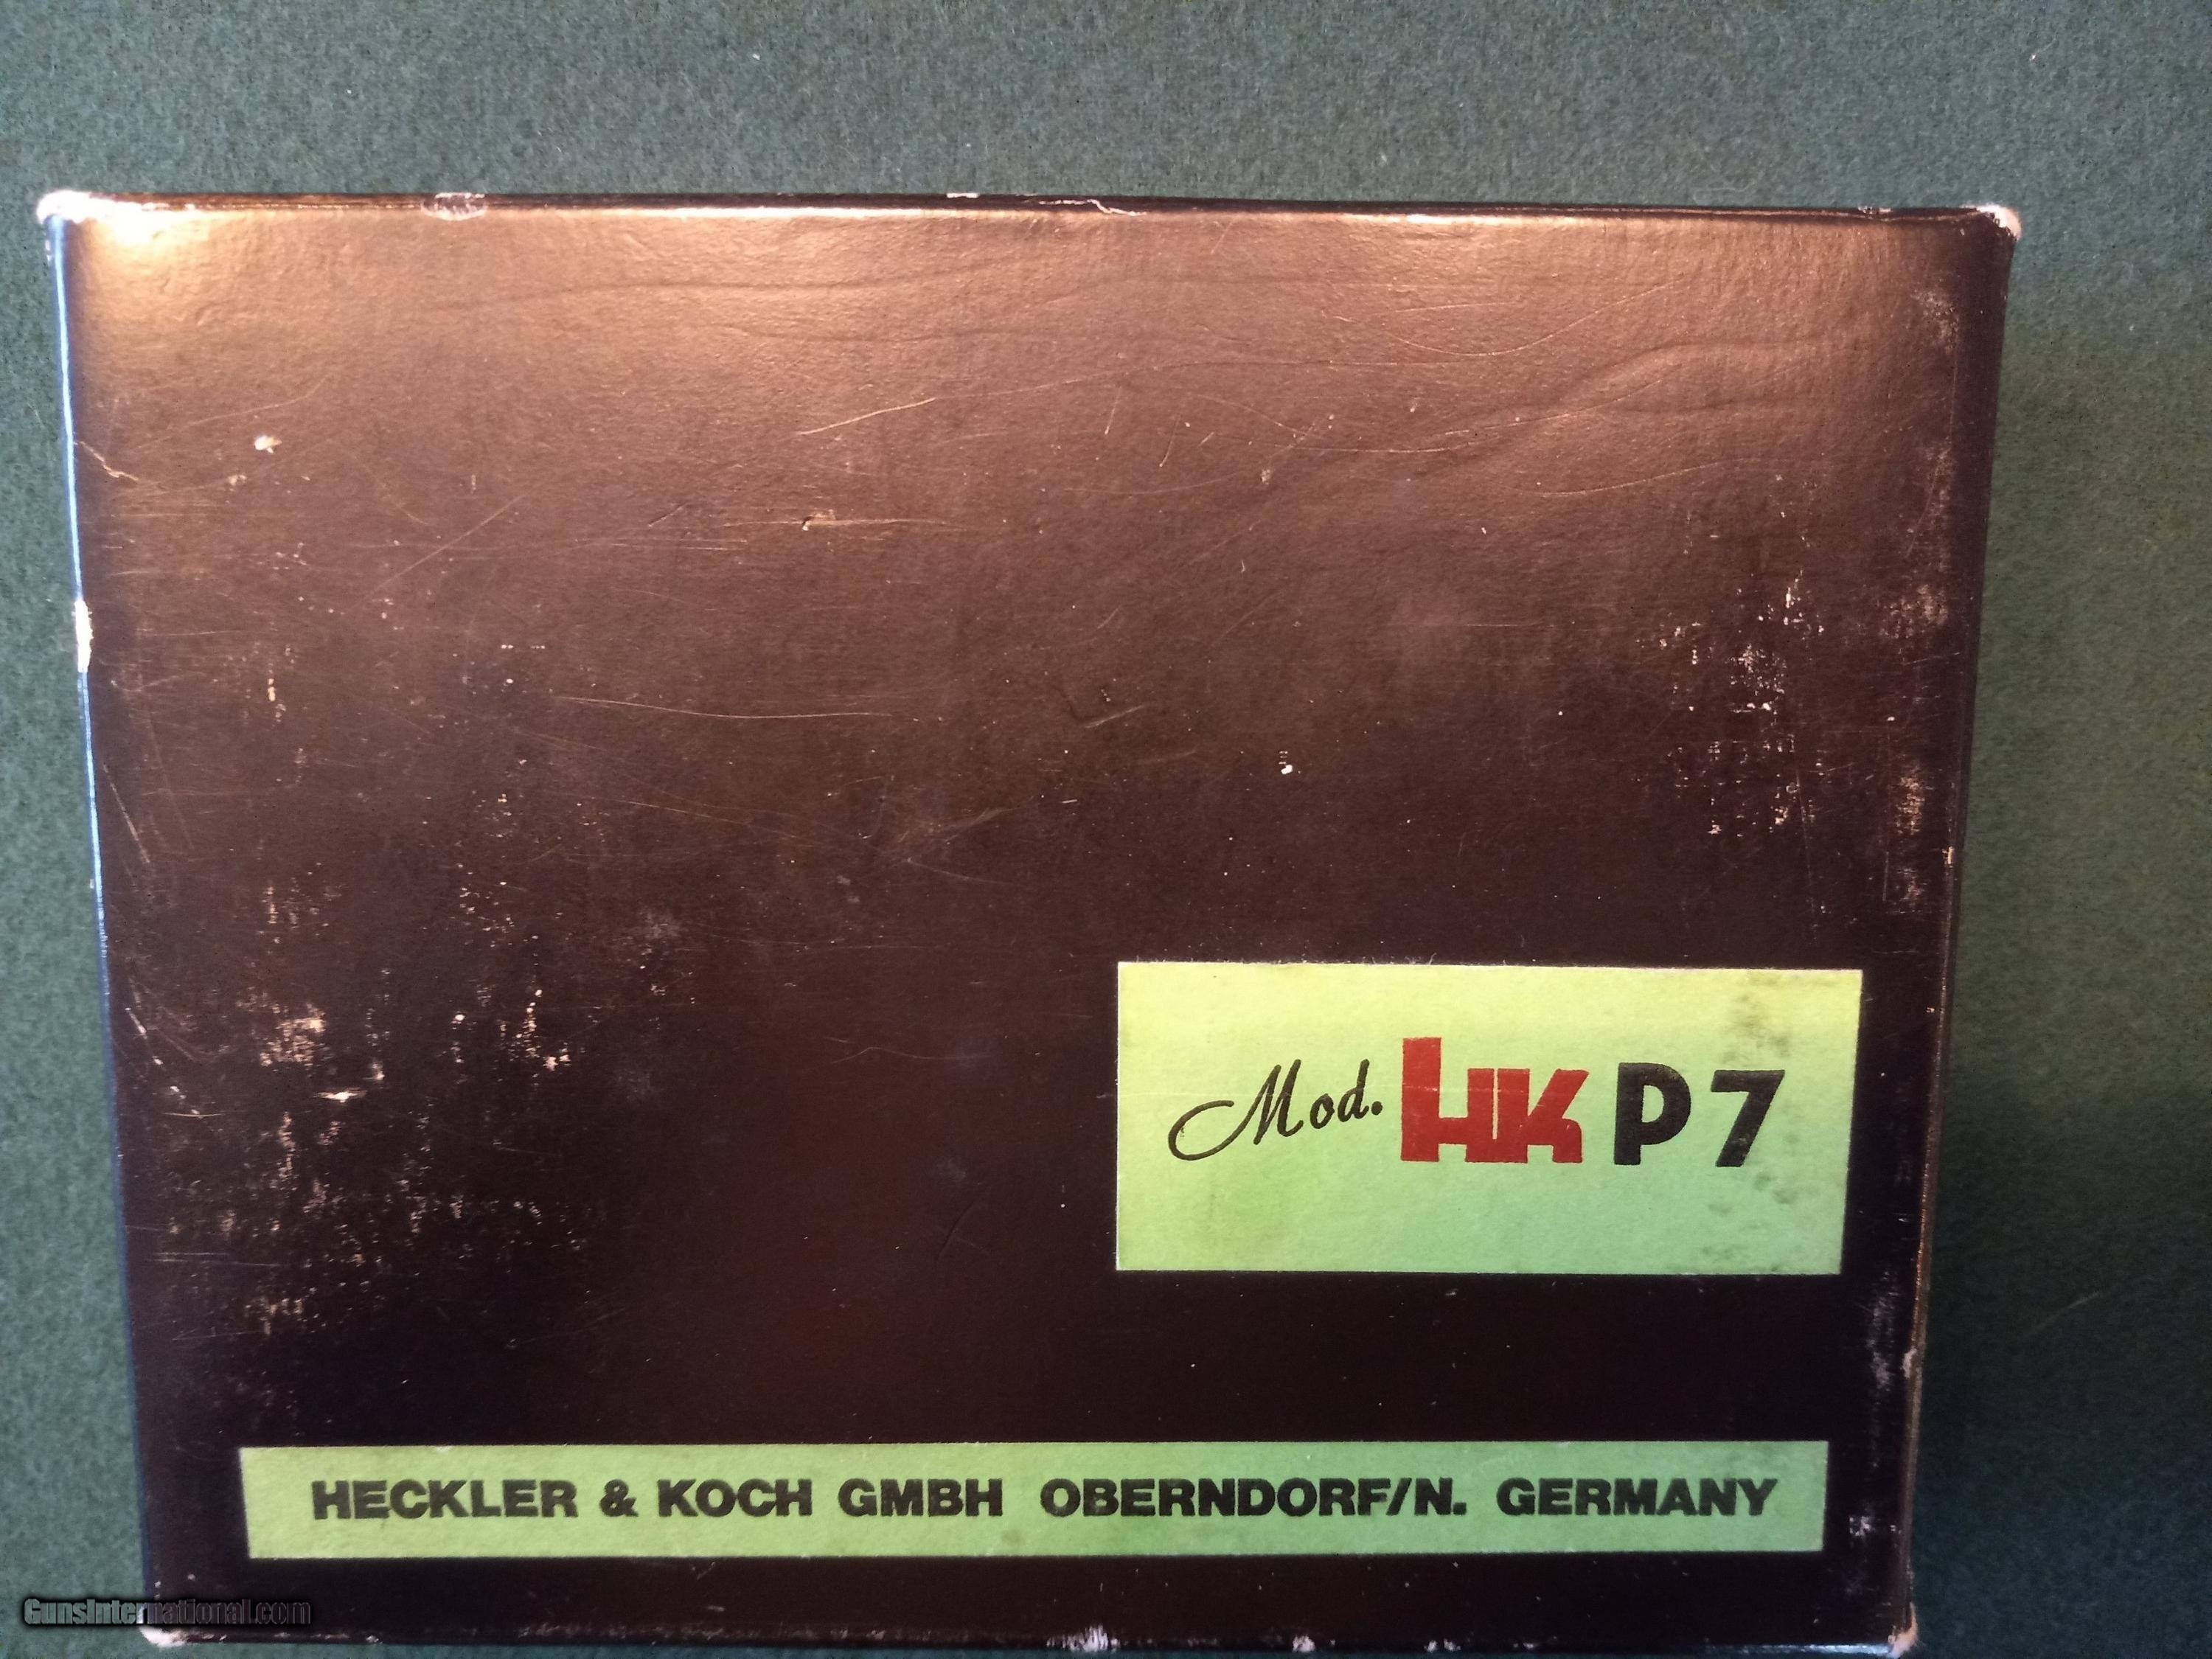 Mod. HK P7
HECKLER & KOCH GMBH OBERNDORF/N. GERMANY
GunsInternational.com